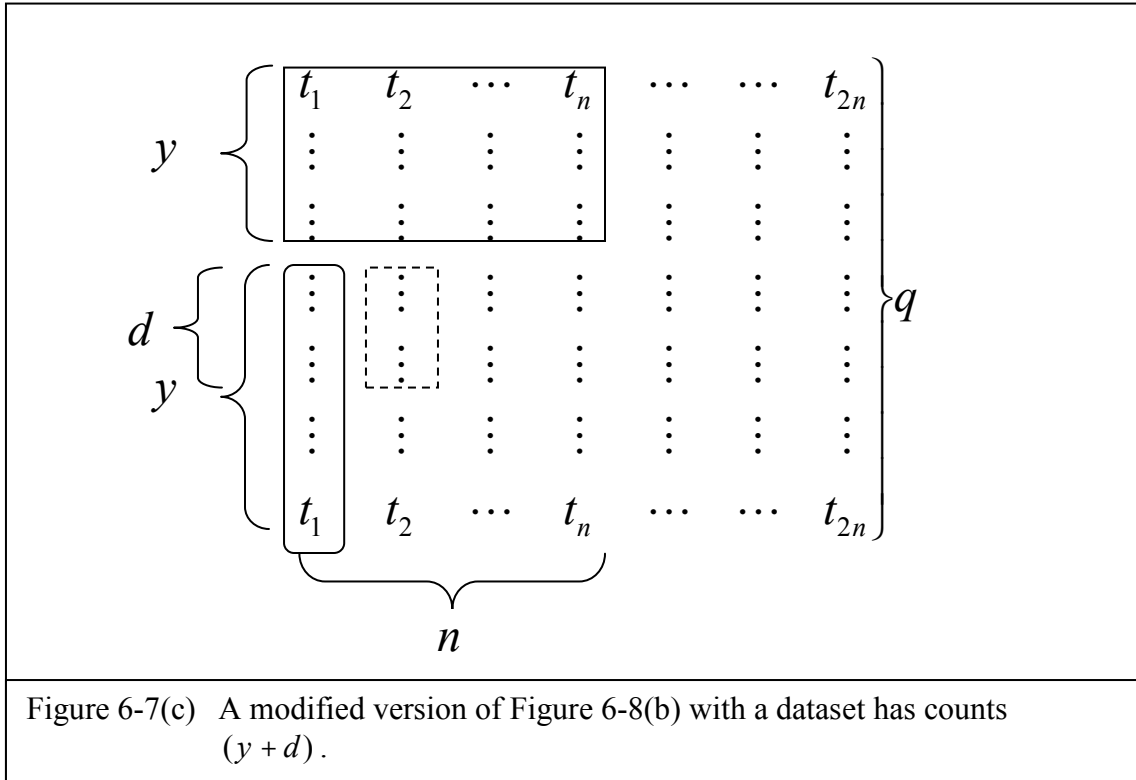 t₁ t₂ ⋯ tₙ ⋯ ⋯ t₂ₙ
y
q
d
y
t₁ t₂ ⋯ tₙ ⋯ ⋯ t₂ₙ
n
Figure 6-7(c) A modified version of Figure 6-8(b) with a dataset has counts
(y + d) .